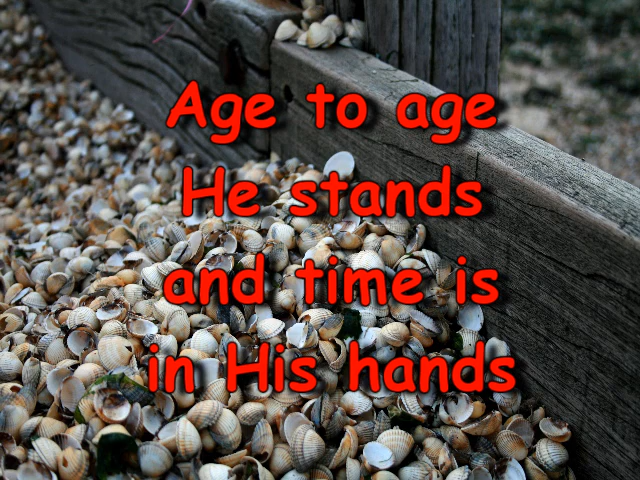 Age to age
He stands
and time is
in His hands